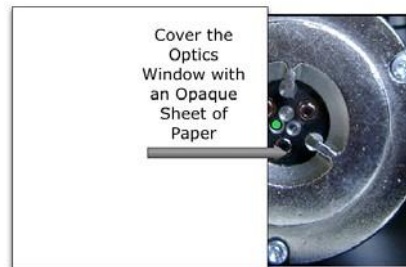 Cover the
Optics
Window with
an Opaque
Sheet of
Paper